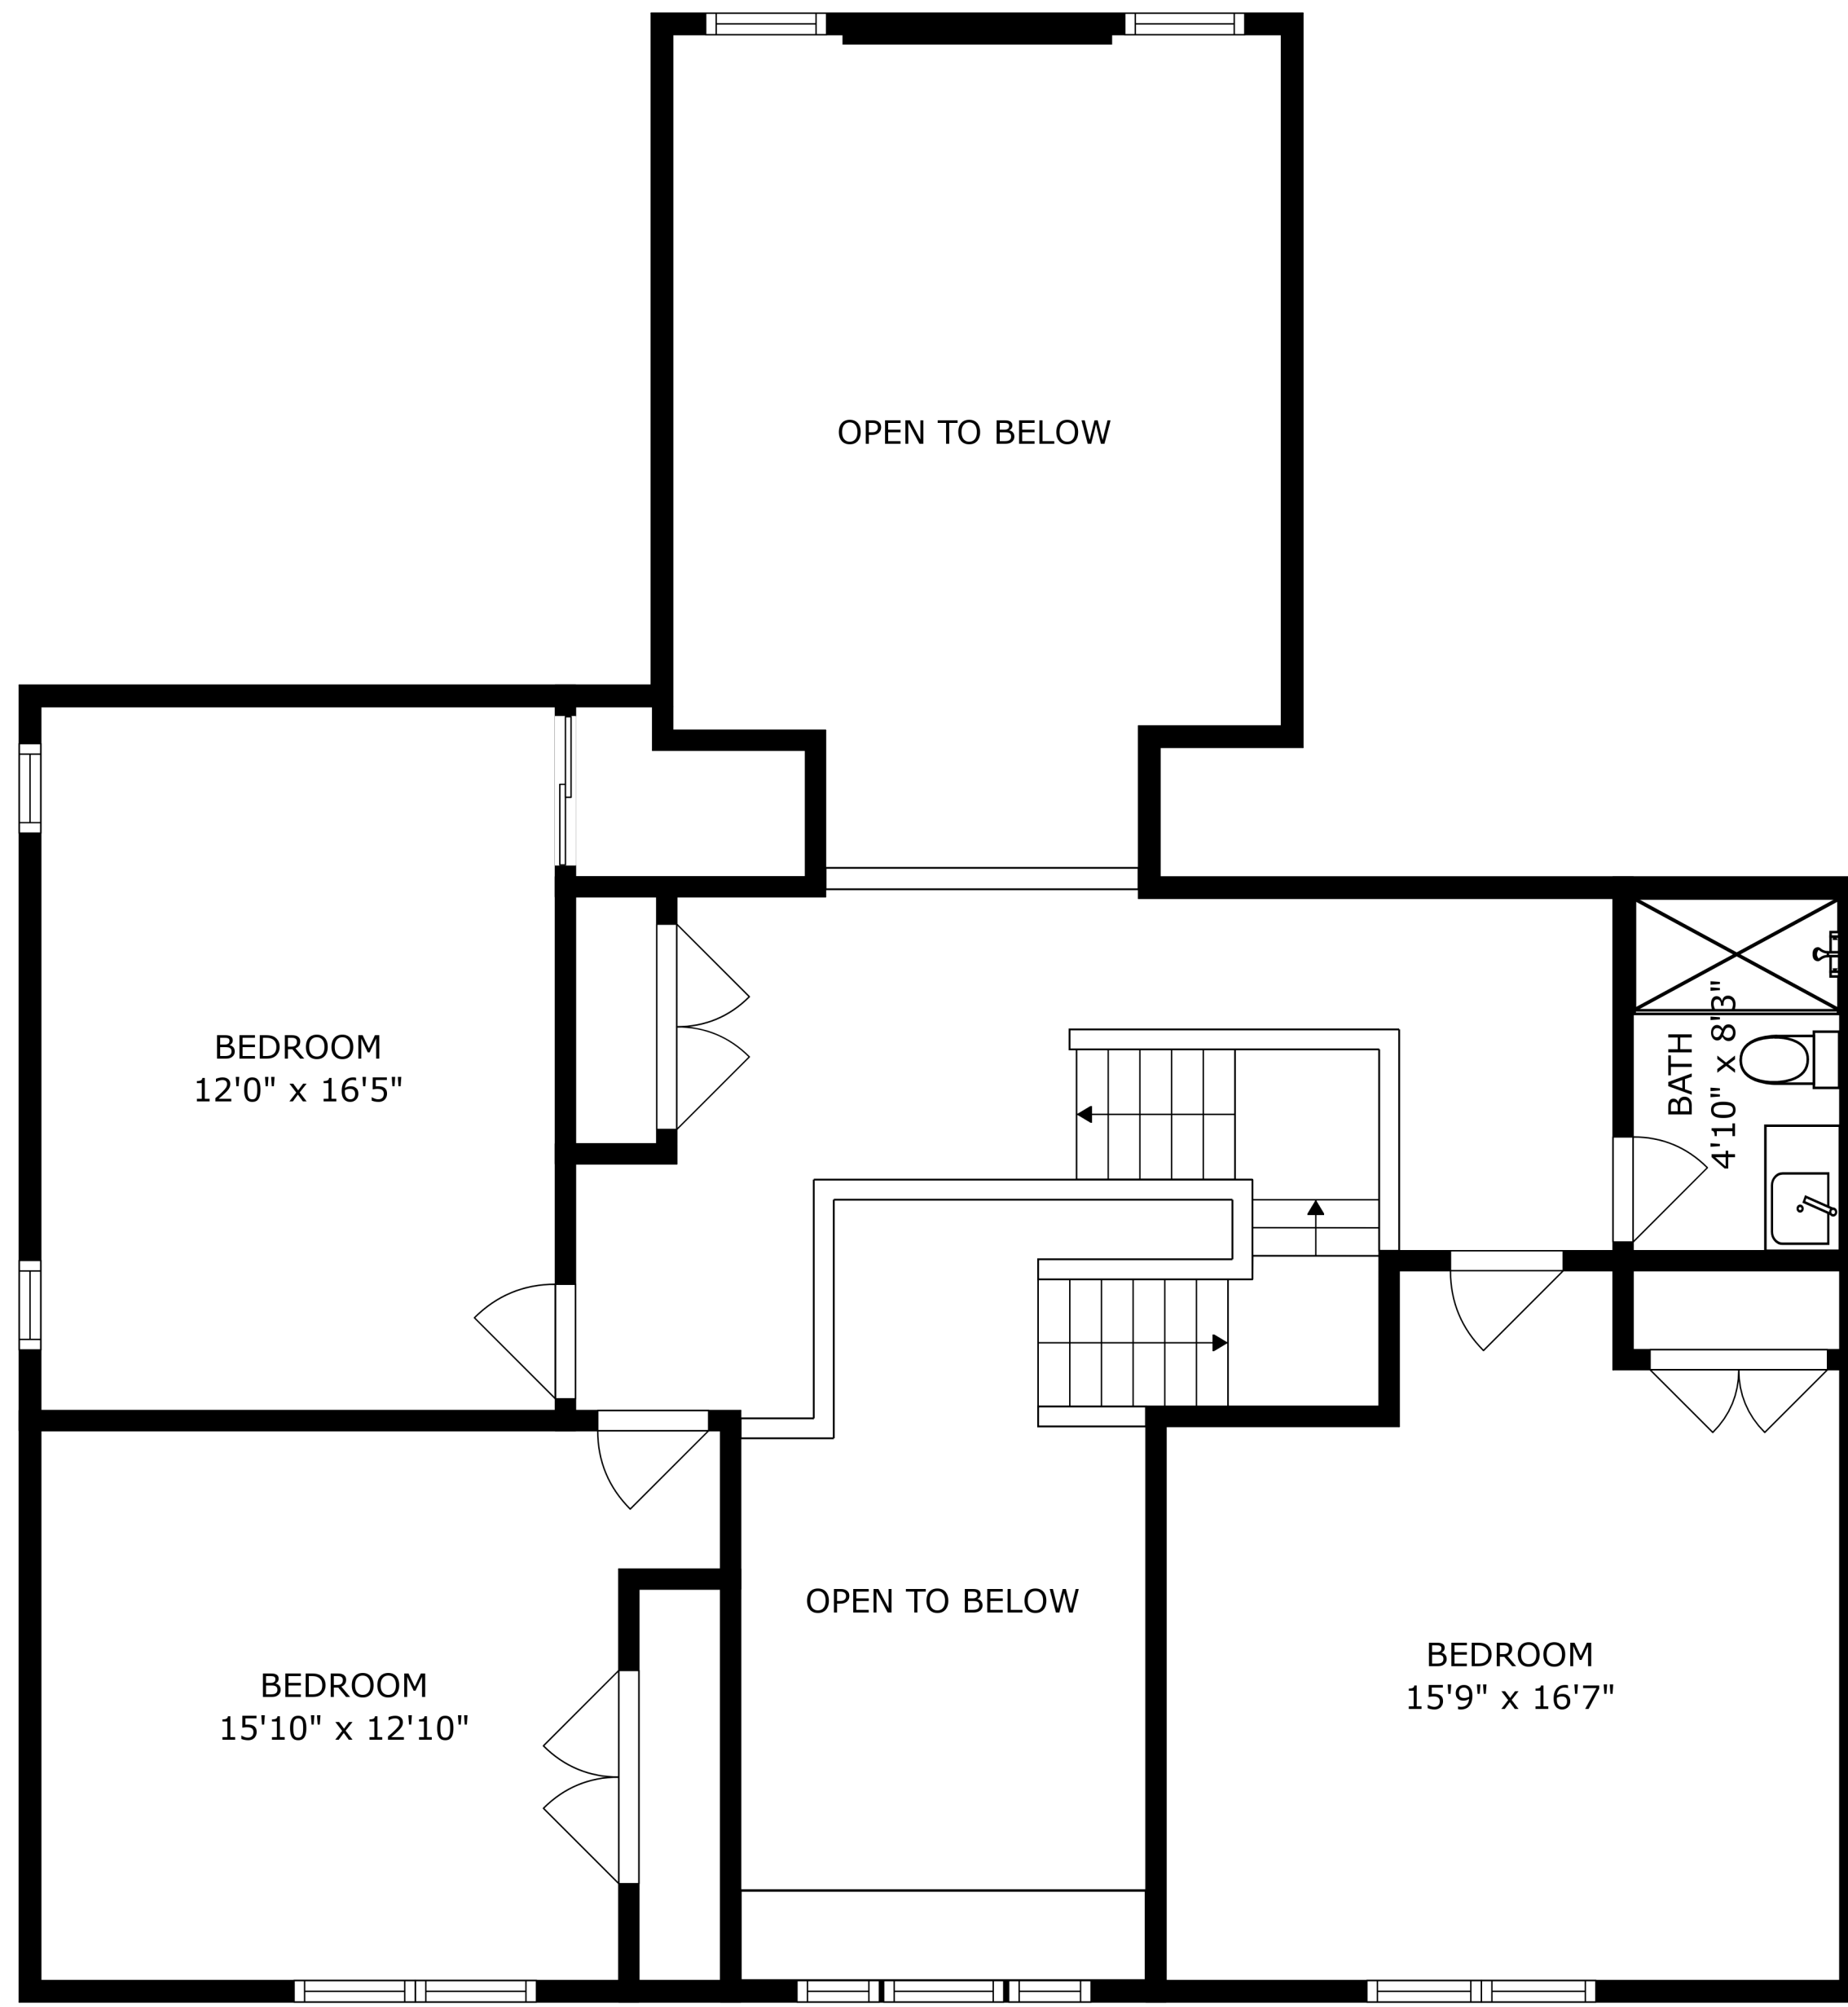 OPEN TO BELOW
BEDROOM
12'0" x 16'5"
BATH
4'10" x 8'3"
OPEN TO BELOW
BEDROOM
15'10" x 12'10"
BEDROOM
15'9" x 16'7"